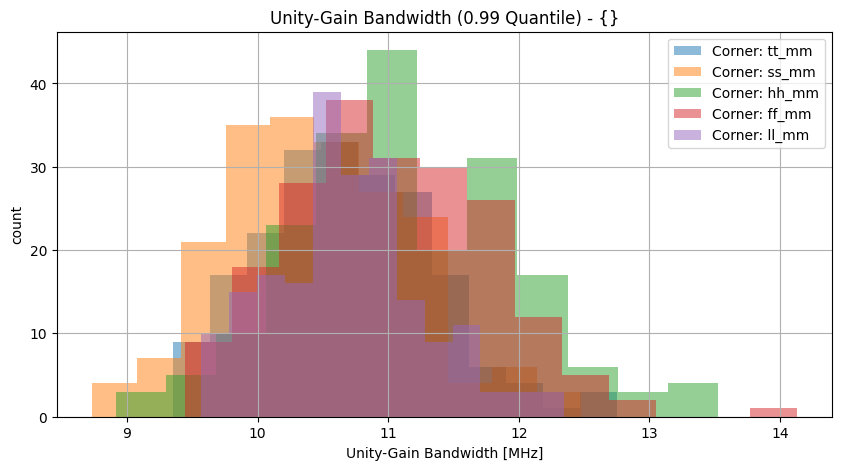 Unity-Gain Bandwidth (0.99 Quantile) - {}
Corner: tt_mm
Corner: ss_mm
Corner: hh_mm
Corner: ff_mm
Corner: ll_mm
count
40
30
20
10
0
9
10
11
12
13
14
Unity-Gain Bandwidth [MHz]